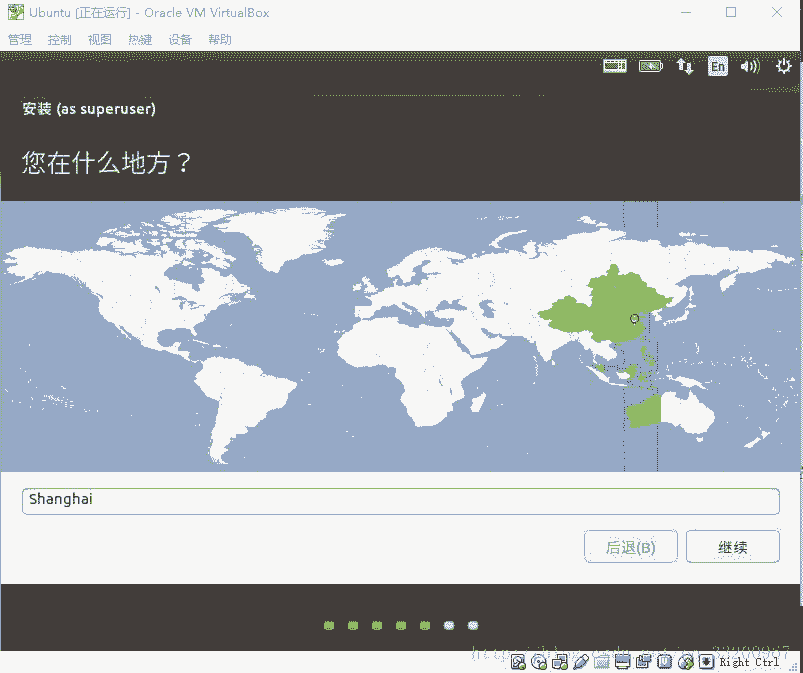 Ubuntu [正在运行] - Oracle VM VirtualBox
管理 控制 视图 热键 设备 帮助
En
安装 (as superuser)
您在什么地方？
Shanghai
后退(B) 继续
Right Ctrl